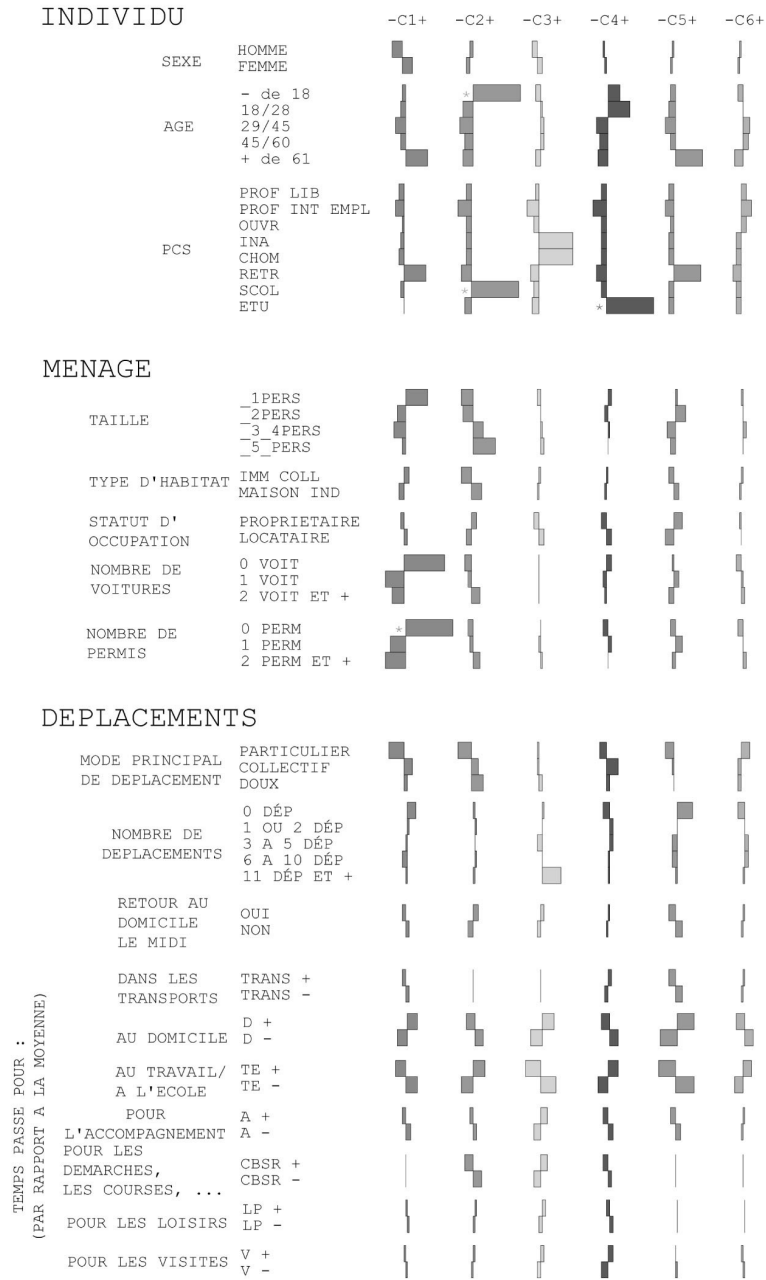 INDIVIDU
-C1+ -C2+ -C3+ -C4+ -C5+ -C6+
SEXE
HOMME
FEMME
AGE
- de 18 *
18/28
29/45
45/60
+ de 61
PCS
PROF LIB
PROF INT EMPL
OUVR
INA
CHOM
RETR
SCOL *
ETU *
MENAGE
TAILLE
_1PERS
_2PERS
_3_4PERS
_5_PERS
TYPE D'HABITAT
IMM COLL
MAISON IND
STATUT D'
OCCUPATION
PROPRIETAIRE
LOCATAIRE
NOMBRE DE
VOITURES
0 VOIT
1 VOIT
2 VOIT ET +
NOMBRE DE
PERMIS
0 PERM *
1 PERM
2 PERM ET +
DEPLACEMENTS
MODE PRINCIPAL
DE DEPLACEMENT
PARTICULIER
COLLECTIF
DOUX
NOMBRE DE
DEPLACEMENTS
0 DÉP
1 OU 2 DÉP
3 A 5 DÉP
6 A 10 DÉP
11 DÉP ET +
RETOUR AU
DOMICILE
LE MIDI
OUI
NON
TEMPS PASSE POUR :
(PAR RAPPORT A LA MOYENNE)
DANS LES
TRANSPORTS
TRANS +
TRANS -
AU DOMICILE
D +
D -
AU TRAVAIL/
A L'ECOLE
TE +
TE -
POUR
L'ACCOMPAGNEMENT
A +
A -
POUR LES
DEMARCHES,
LES COURSES, ...
CBSR +
CBSR -
POUR LES LOISIRS
LP +
LP -
POUR LES VISITES
V +
V -